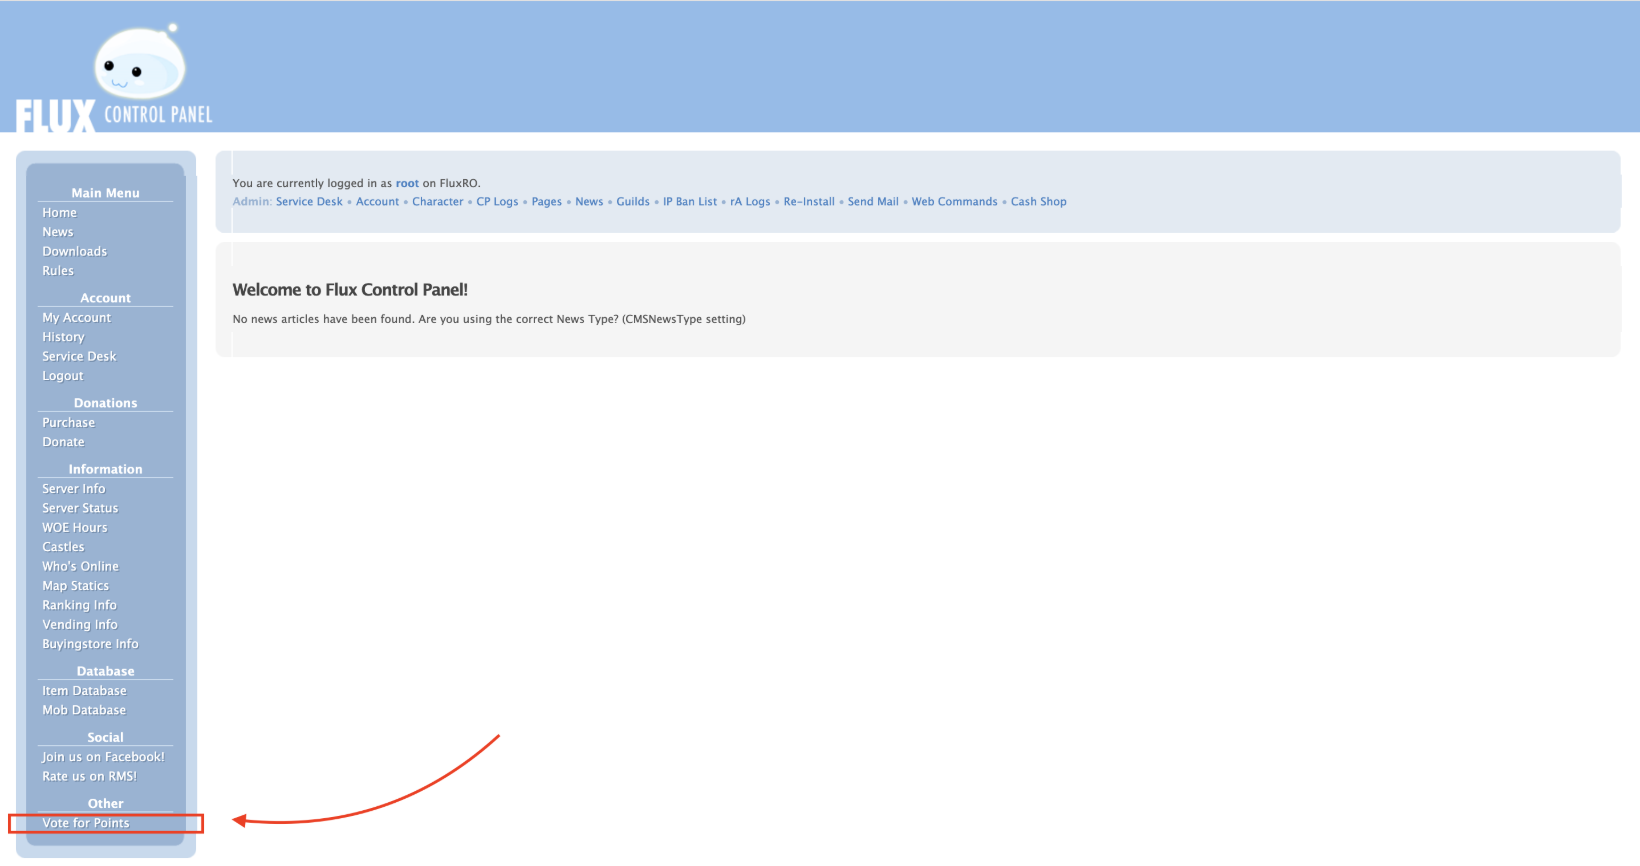 FLUX CONTROL PANEL
Main Menu
Home
News
Downloads
Rules
Account
My Account
History
Service Desk
Logout
Donations
Purchase
Donate
Information
Server Info
Server Status
WOE Hours
Castles
Who's Online
Map Statics
Ranking Info
Vending Info
Buyingstore Info
Database
Item Database
Mob Database
Social
Join us on Facebook!
Rate us on RMS!
Other
Vote for Points
You are currently logged in as root on FluxRO.
Admin: Service Desk • Account • Character • CP Logs • Pages • News • Guilds • IP Ban List • rA Logs • Re-Install • Send Mail • Web Commands • Cash Shop
Welcome to Flux Control Panel!
No news articles have been found. Are you using the correct News Type? (CMSNewsType setting)